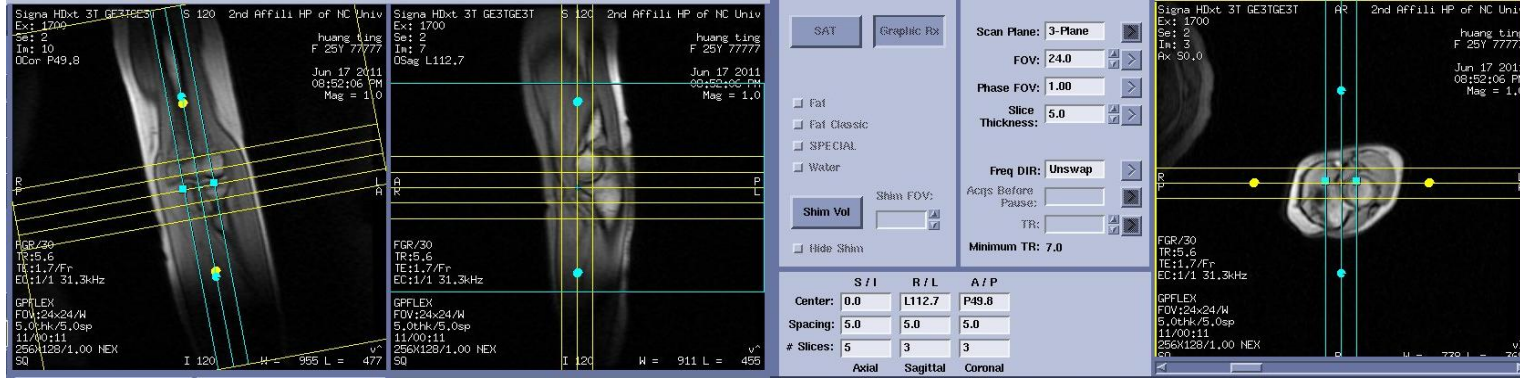 Signa HDxt 3T GE3TGE3T S 120 2nd Affili HP of NC Univ
Ex: 1700
Se: 2
Im: 10
OCor P49.8
huang ting
F 25Y 77777
Jun 17 2011
08:52:06 PM
Mag = 1.0
R
P
L
A
FGR/30
TR:5.6
TE:1.7/Fr
EC:1/1 31.3kHz
GPFLEX
FOV:24x24/W
5.0thk/5.0sp
11/00:11
256X128/1.00 NEX
SQ
I 120
W = 955 L = 477
v^
Signa HDxt 3T GE3TGE3T S 120 2nd Affili HP of NC Univ
Ex: 1700
Se: 2
Im: 7
OSag L112.7
huang ting
F 25Y 77777
Jun 17 2011
08:52:06 PM
Mag = 1.0
A
R
P
L
FGR/30
TR:5.6
TE:1.7/Fr
EC:1/1 31.3kHz
GPFLEX
FOV:24x24/W
5.0thk/5.0sp
11/00:11
256X128/1.00 NEX
SQ
I 120
W = 911 L = 455
v^
SAT
Graphic Rx
Fat
Fat Classic
SPECIAL
Water
Shim FOV:
Shim Vol
Hide Shim
Scan Plane: 3-Plane
FOV: 24.0
Phase FOV: 1.00
Slice
Thickness: 5.0
Freq DIR: Unswap
Acqs Before
Pause:
TR:
Minimum TR: 7.0
S / I R / L A / P
Center: 0.0 L112.7 P49.8
Spacing: 5.0 5.0 5.0
# Slices: 5 3 3
Axial Sagittal Coronal
Signa HDxt 3T GE3TGE3T AR 2nd Affili HP of NC Univ
Ex: 1700
Se: 2
Im: 3
Ax S0.0
huang ting
F 25Y 77777
Jun 17 2011
08:52:06 PM
Mag = 1.
R
P
FGR/30
TR:5.6
TE:1.7/Fr
EC:1/1 31.3kHz
GPFLEX
FOV:24x24/W
5.0thk/5.0sp
11/00:11
256X128/1.00 NEX
SQ